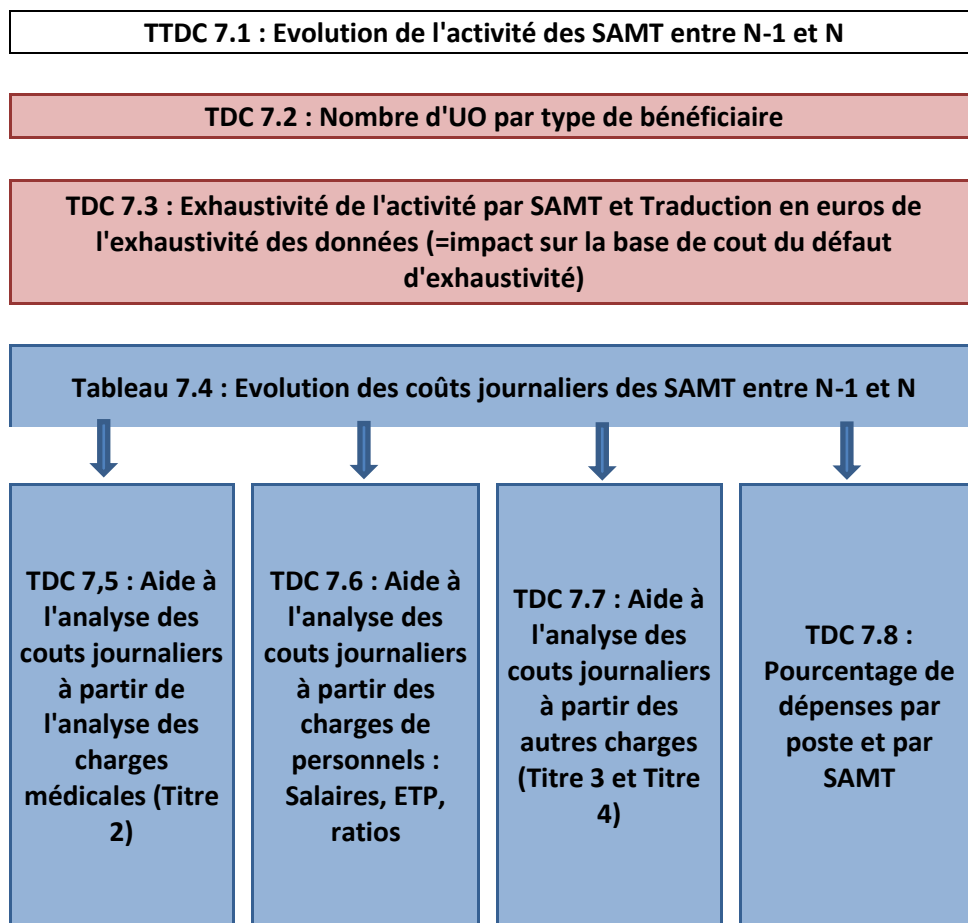 TTDC 7.1 : Evolution de l'activité des SAMT entre N-1 et N
TDC 7.2 : Nombre d'UO par type de bénéficiaire
TDC 7.3 : Exhaustivité de l'activité par SAMT et Traduction en euros de
l'exhaustivité des données (=impact sur la base de cout du défaut
d'exhaustivité)
Tableau 7.4 : Evolution des coûts journaliers des SAMT entre N-1 et N
TDC 7,5 : Aide à
l'analyse des
couts journaliers
à partir de
l'analyse des
charges
médicales (Titre
2)
TDC 7.6 : Aide à
l'analyse des
couts journaliers
à partir des
charges de
personnels :
Salaires, ETP,
ratios
TDC 7.7 : Aide à
l'analyse des
couts journaliers
à partir des
autres charges
(Titre 3 et Titre
4)
TDC 7.8 :
Pourcentage de
dépenses par
poste et par
SAMT